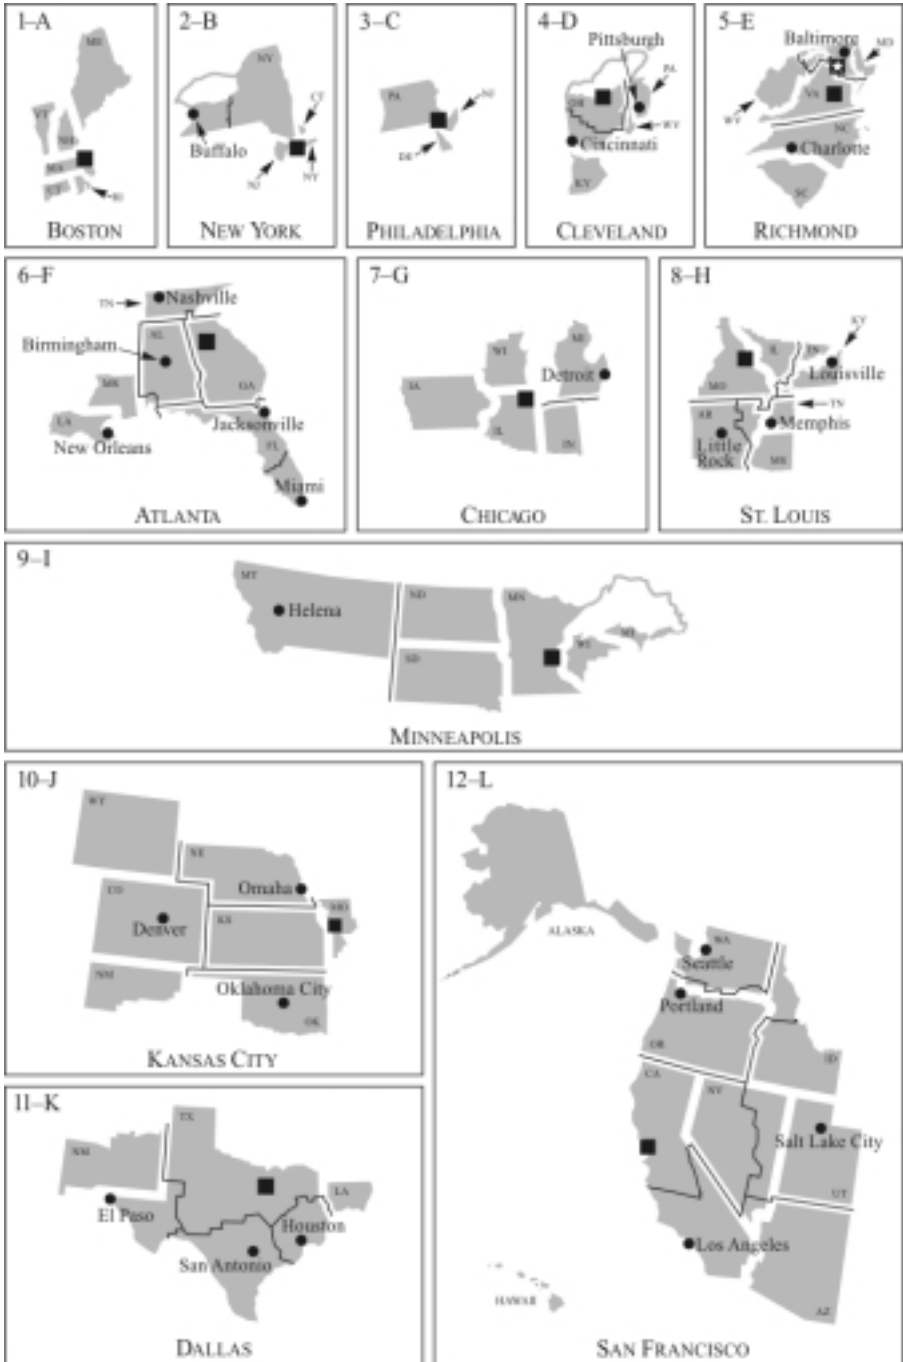 1–A
ME
VT
NH
MA
CT
RI
BOSTON
2–B
NY
CT
Buffalo
NJ
NY
NEW YORK
3–C
PA
NJ
DE
PHILADELPHIA
4–D
Pittsburgh
PA
OH
WV
Cincinnati
KY
CLEVELAND
5–E
Baltimore
MD
VA
WV
NC
Charlotte
SC
RICHMOND
6–F
TN
Nashville
AL
Birmingham
MS
GA
LA
Jacksonville
New Orleans
FL
Miami
ATLANTA
7–G
MI
WI
Detroit
IA
IL
IN
CHICAGO
8–H
KY
IL
IN
Louisville
MO
TN
AR
Memphis
Little
Rock
MS
ST. LOUIS
9–I
MT
ND
MN
Helena
MI
WI
SD
MINNEAPOLIS
10–J
WY
NE
Omaha
CO
KS
MO
Denver
NM
Oklahoma City
OK
KANSAS CITY
11–K
TX
NM
LA
El Paso
Houston
San Antonio
DALLAS
12–L
ALASKA
WA
Seattle
Portland
OR
ID
CA
NV
Salt Lake City
UT
Los Angeles
HAWAII
AZ
SAN FRANCISCO